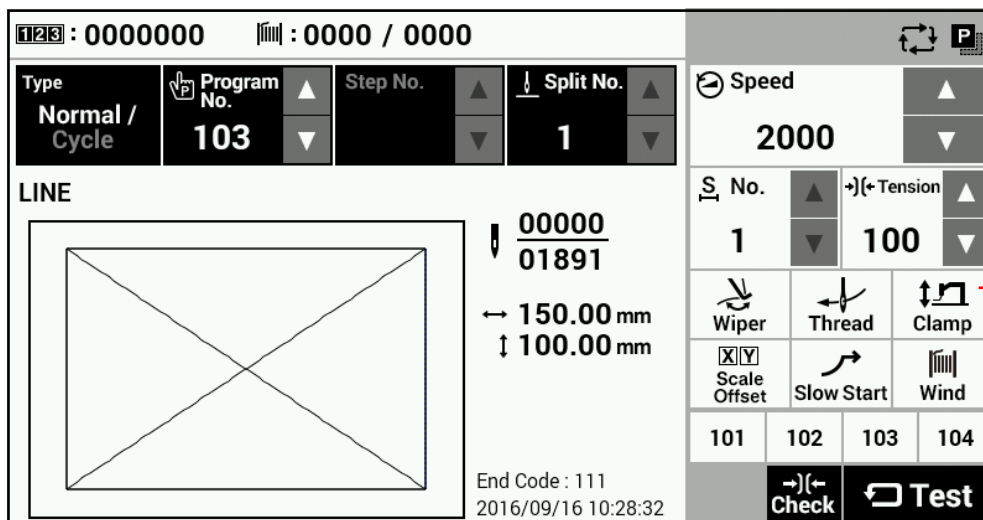 123 : 0000000 : 0000 / 0000
P
Type
Normal /
Cycle
P Program
No.
103
Step No.
Split No.
1
Speed
2000
LINE
S No.
1
Tension
100
00000
01891
150.00 mm
100.00 mm
Wiper
Thread
Clamp
XY
Scale
Offset
Slow Start
Wind
101 102 103 104
End Code : 111
2016/09/16 10:28:32
Check
Test